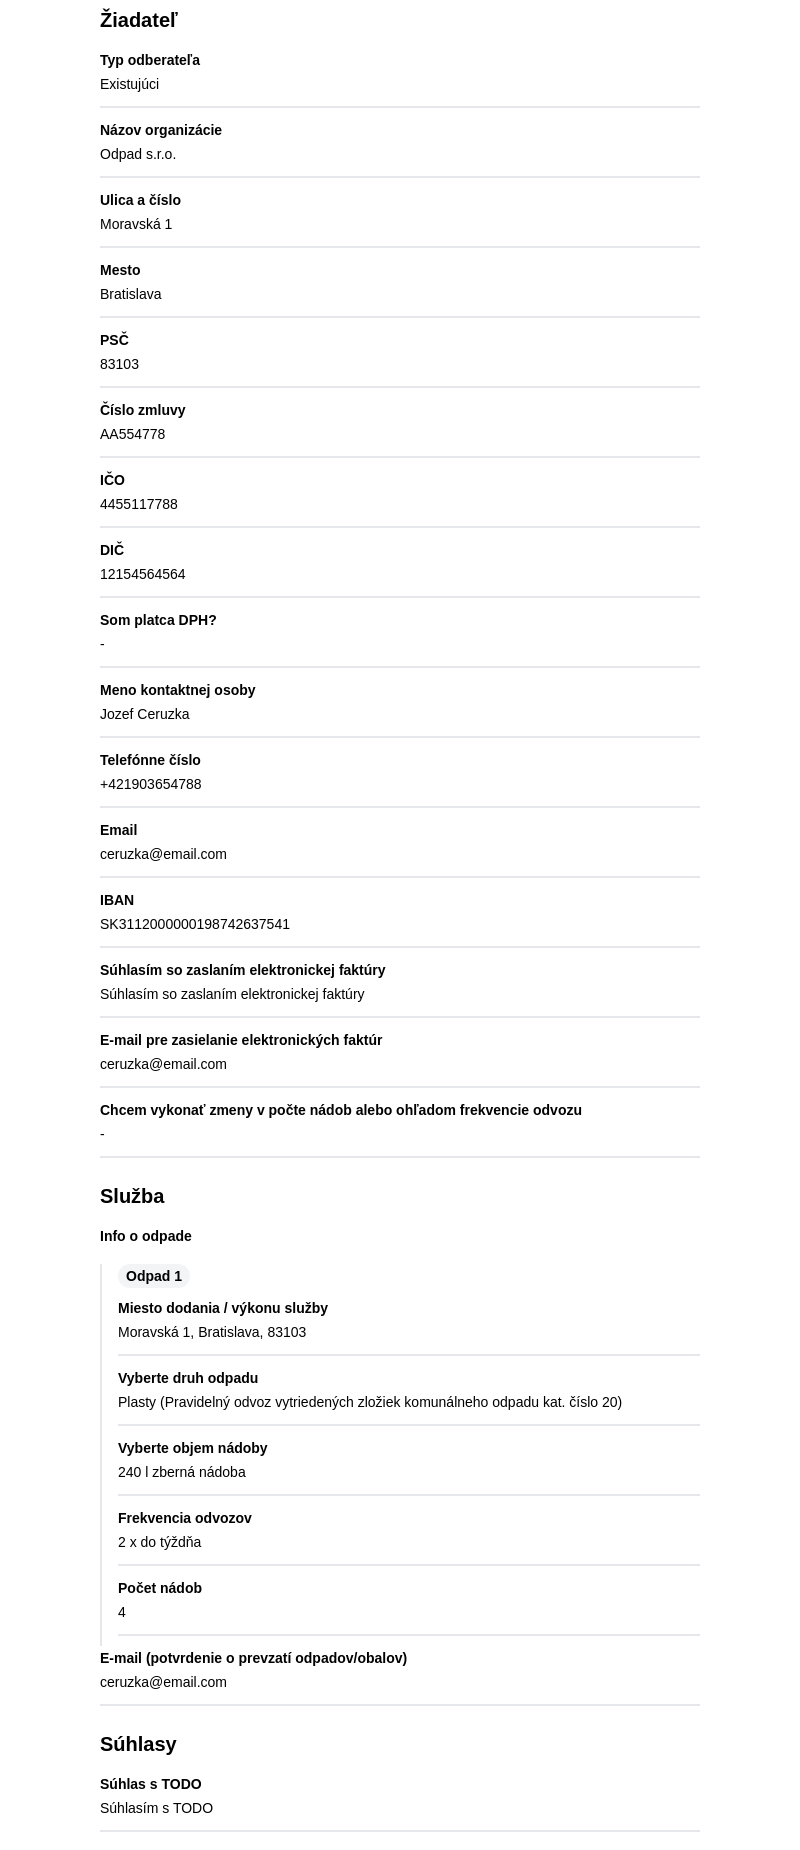 Žiadateľ
Typ odberateľa
Existujúci
Názov organizácie
Odpad s.r.o.
Ulica a číslo
Moravská 1
Mesto
Bratislava
PSČ
83103
Číslo zmluvy
AA554778
IČO
4455117788
DIČ
12154564564
Som platca DPH?
-
Meno kontaktnej osoby
Jozef Ceruzka
Telefónne číslo
+421903654788
Email
ceruzka@email.com
IBAN
SK3112000000198742637541
Súhlasím so zaslaním elektronickej faktúry
Súhlasím so zaslaním elektronickej faktúry
E-mail pre zasielanie elektronických faktúr
ceruzka@email.com
Chcem vykonať zmeny v počte nádob alebo ohľadom frekvencie odvozu
-
Služba
Info o odpade
Odpad 1
Miesto dodania / výkonu služby
Moravská 1, Bratislava, 83103
Vyberte druh odpadu
Plasty (Pravidelný odvoz vytriedených zložiek komunálneho odpadu kat. číslo 20)
Vyberte objem nádoby
240 l zberná nádoba
Frekvencia odvozov
2 x do týždňa
Počet nádob
4
E-mail (potvrdenie o prevzatí odpadov/obalov)
ceruzka@email.com
Súhlasy
Súhlas s TODO
Súhlasím s TODO